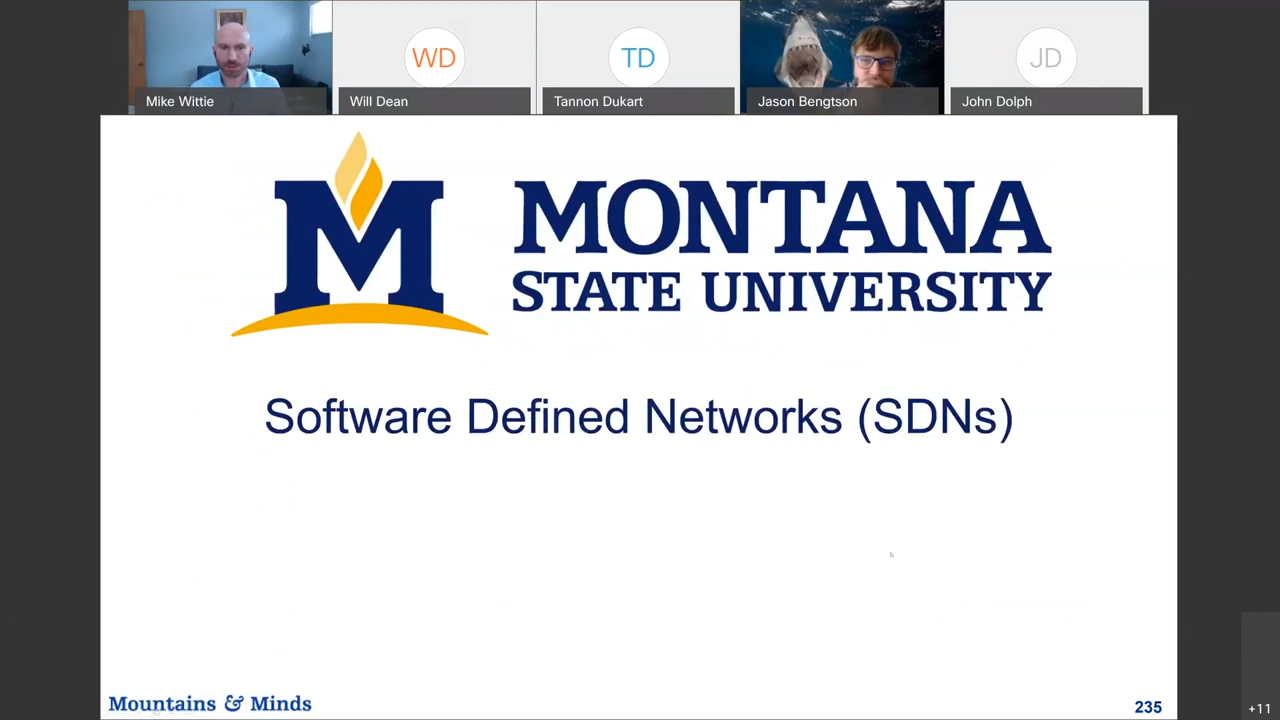 WD
TD
JD
Mike Wittie
Will Dean
Tannon Dukart
Jason Bengtson
John Dolph
M MONTANA
STATE UNIVERSITY
Software Defined Networks (SDNs)
Mountains & Minds
235
+11